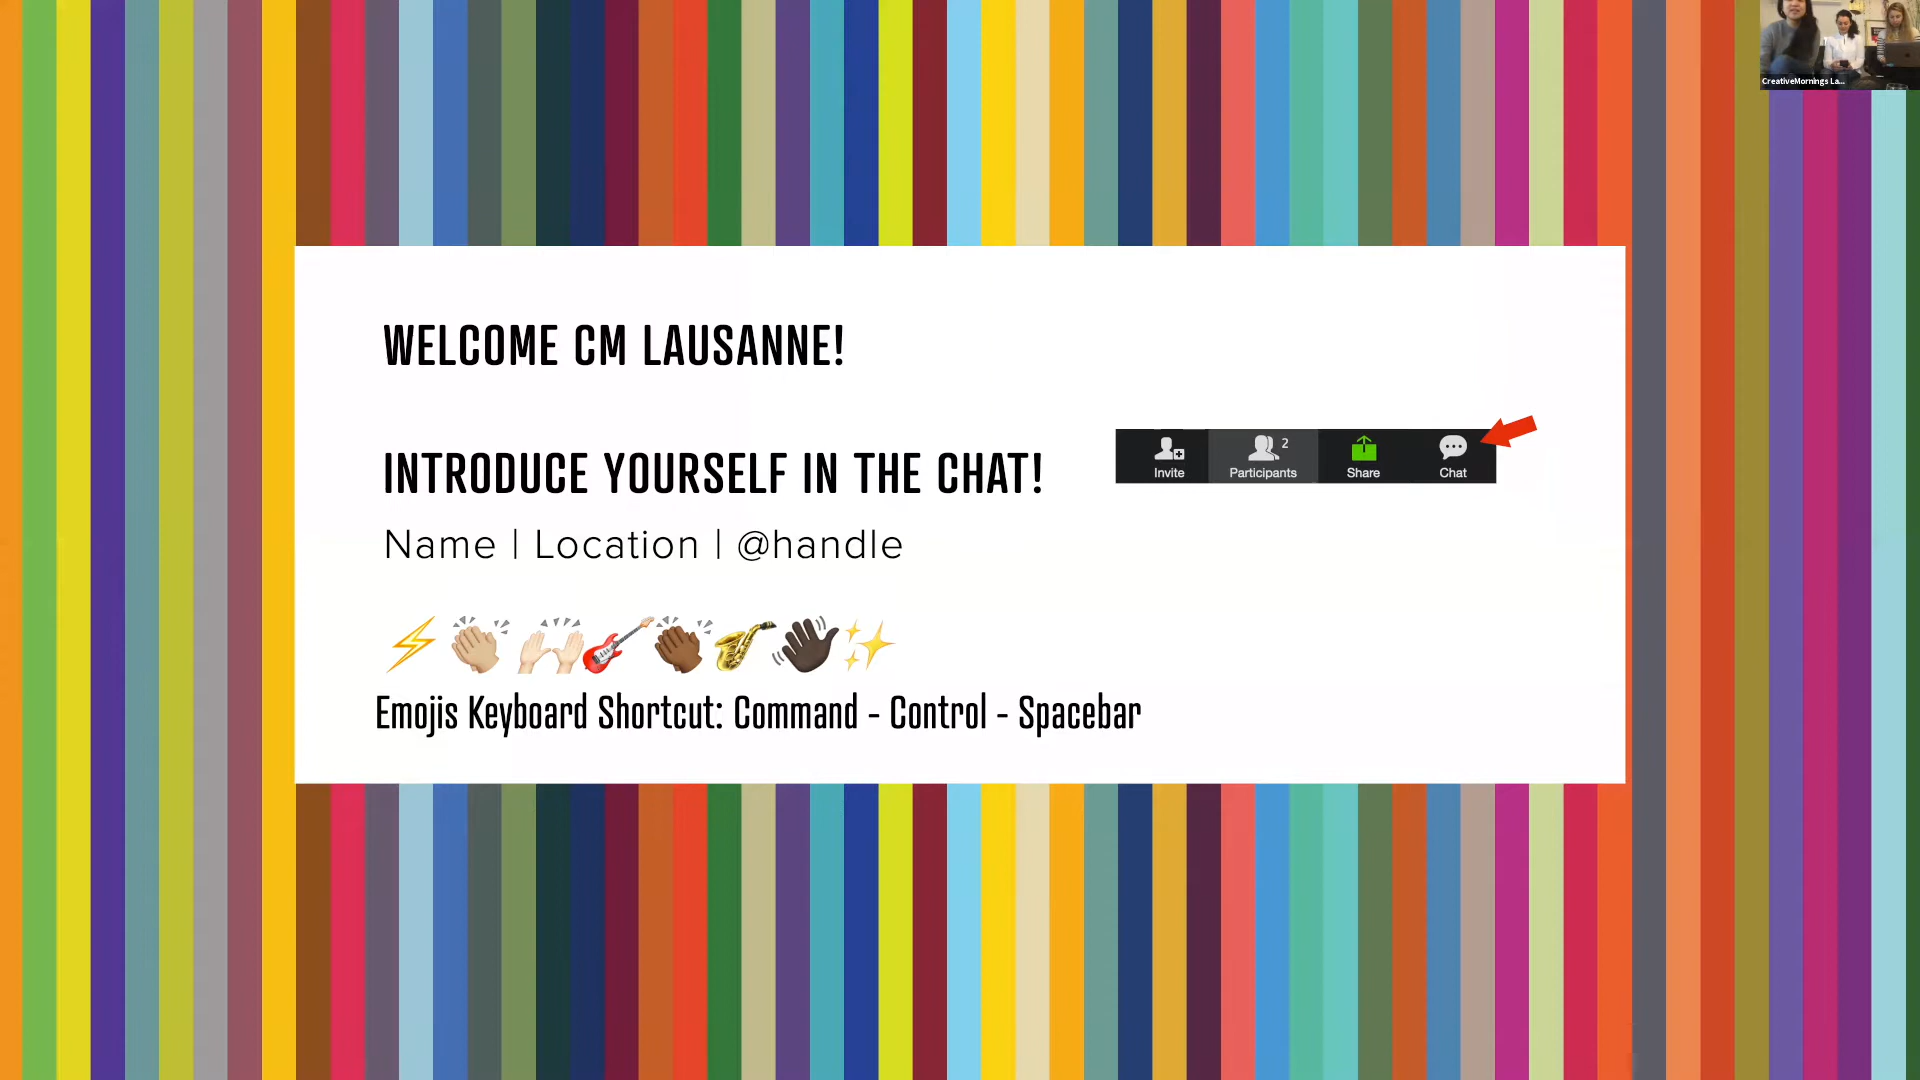 CreativeMornings La...
WELCOME CM LAUSANNE!
INTRODUCE YOURSELF IN THE CHAT!
Name | Location | @handle
Invite
Participants
2
Share
Chat
Emojis Keyboard Shortcut: Command - Control - Spacebar